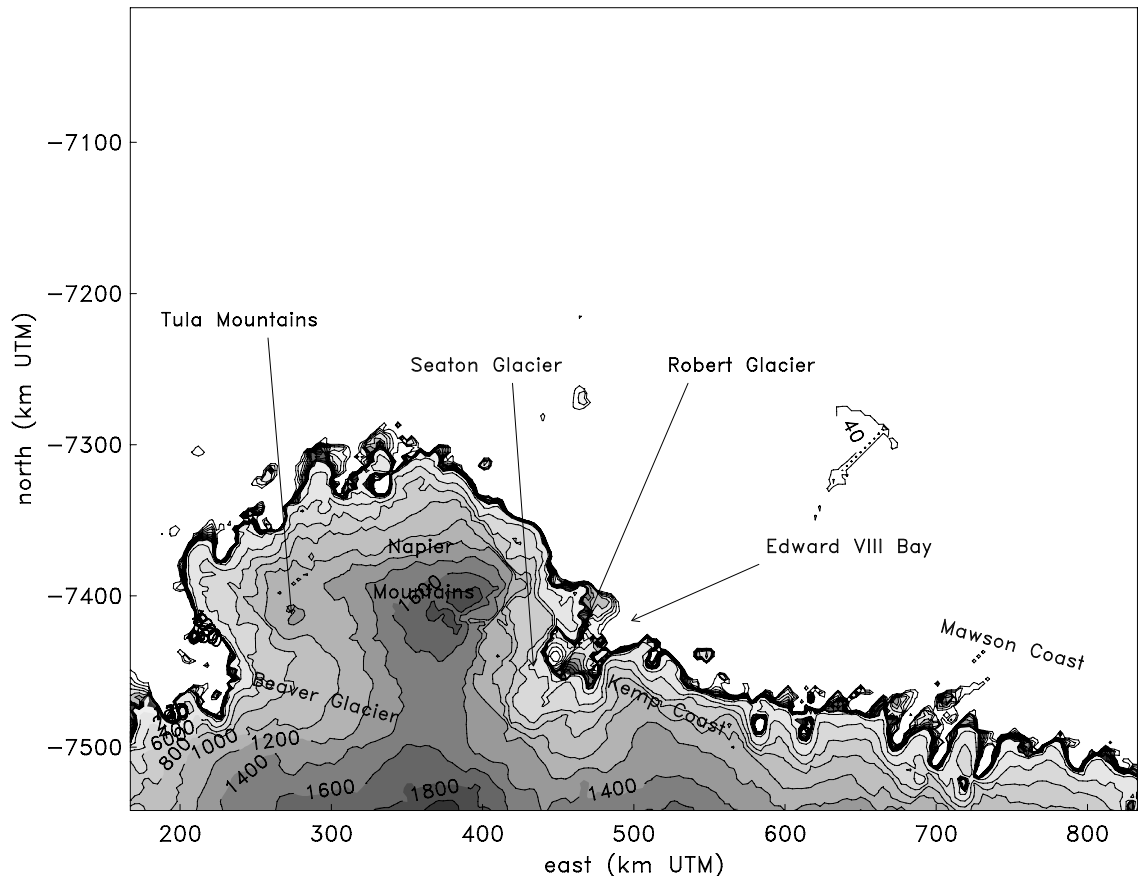 −7100
−7200
Tula Mountains
Seaton Glacier
Robert Glacier
north (km UTM)
−7300
40
Napier
Edward VIII Bay
−7400
Mountains
1600
Mawson Coast
Beaver Glacier
Kemp Coast
−7500
600
800
1000
1200
1400
1600
1800
1400
200
300
400
500
600
700
800
east (km UTM)